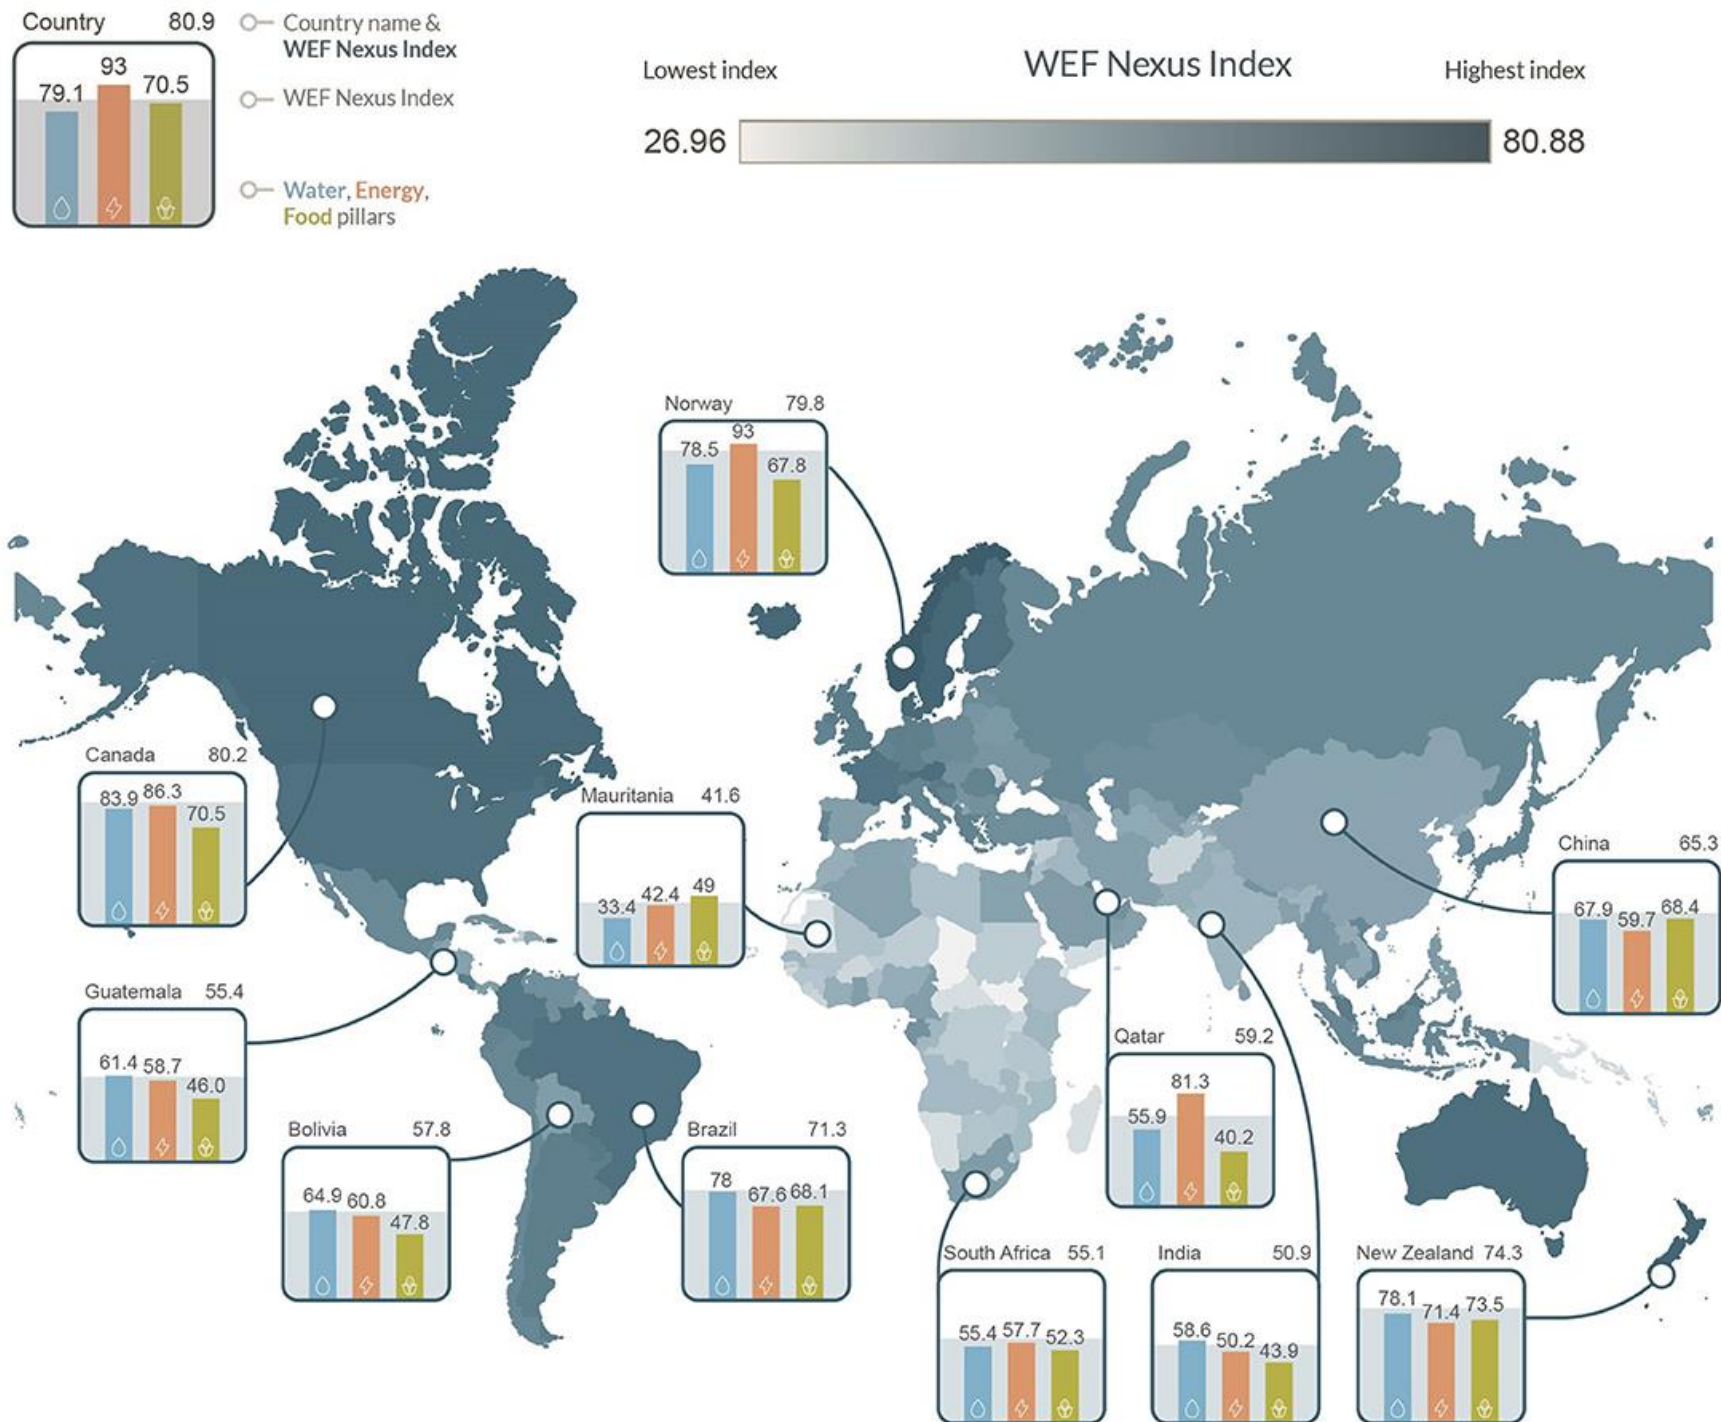 Country 80.9
79.1 93 70.5
Country name &
WEF Nexus Index
WEF Nexus Index
Water, Energy,
Food pillars
WEF Nexus Index
Lowest index
Highest index
26.96
80.88
Norway 79.8
78.5 93 67.8
Canada 80.2
83.9 86.3 70.5
Mauritania 41.6
33.4 42.4 49
China 65.3
67.9 59.7 68.4
Guatemala 55.4
61.4 58.7 46.0
Qatar 59.2
55.9 81.3 40.2
Bolivia 57.8
64.9 60.8 47.8
Brazil 71.3
78 67.6 68.1
South Africa 55.1
55.4 57.7 52.3
India 50.9
58.6 50.2 43.9
New Zealand 74.3
78.1 71.4 73.5